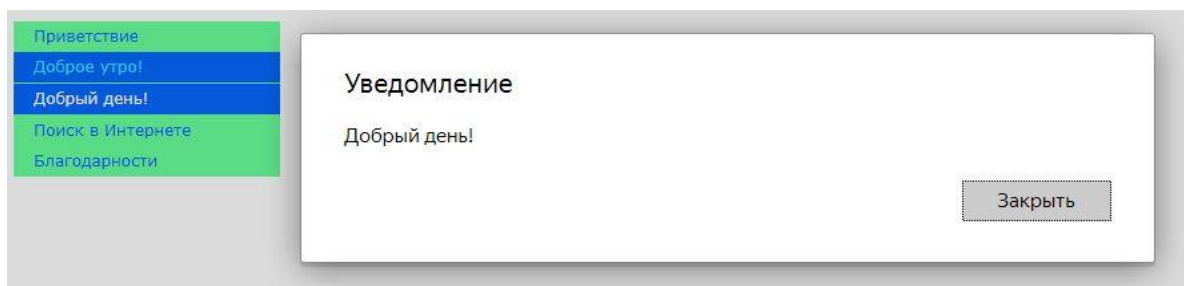 Приветствие
Доброе утро!
Добрый день!
Поиск в Интернете
Благодарности
Уведомление
Добрый день!
Закрыть